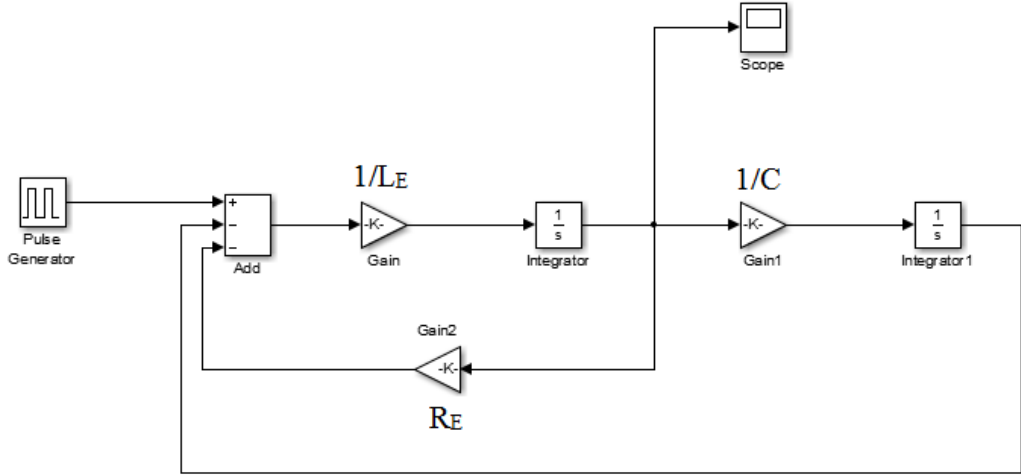 Scope
1/LE
1/C
+
−
−
-K-
1
s
-K-
1
s
Pulse
Generator
Add
Gain
Integrator
Gain1
Integrator1
Gain2
-K-
RE